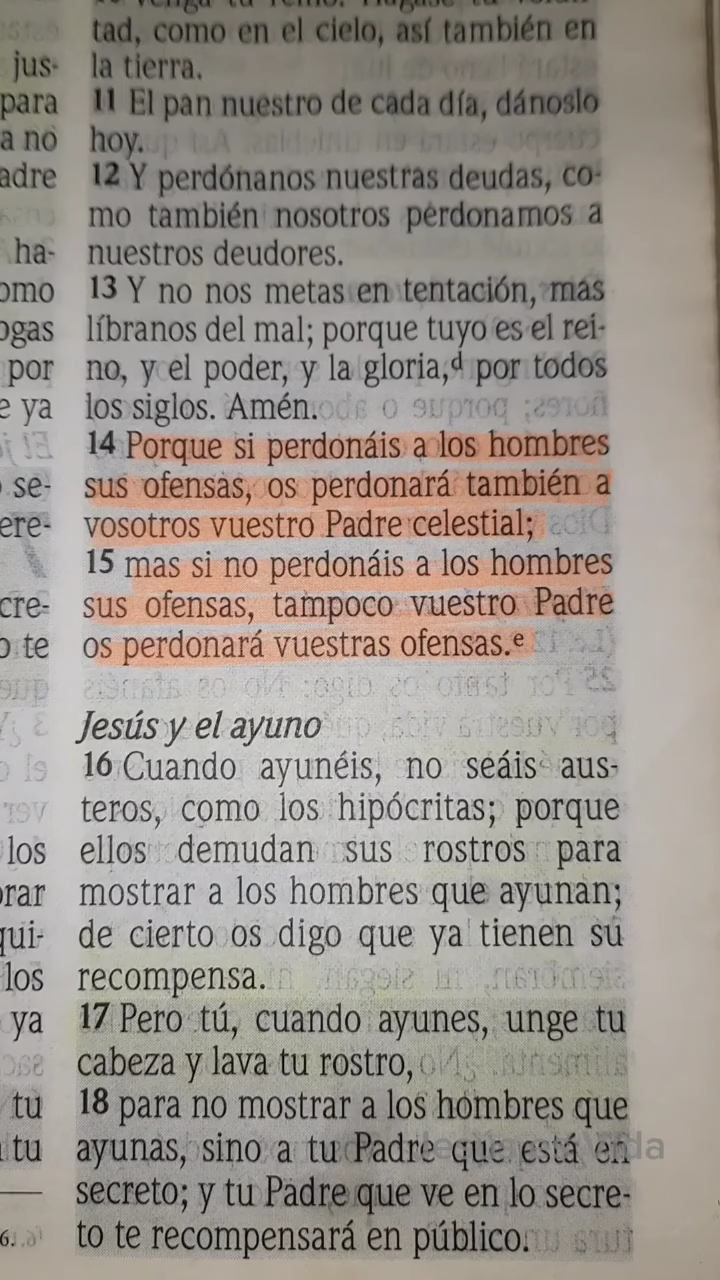 venga tu reino. Hágase tu volun-
tad, como en el cielo, así también en
la tierra.
11 El pan nuestro de cada día, dánoslo
hoy.
12 Y perdónanos nuestras deudas, co-
mo también nosotros perdonamos a
nuestros deudores.
13 Y no nos metas en tentación, mas
líbranos del mal; porque tuyo es el rei-
no, y el poder, y la gloria,d por todos
los siglos. Amén.
14 Porque si perdonáis a los hombres
sus ofensas, os perdonará también a
vosotros vuestro Padre celestial;
15 mas si no perdonáis a los hombres
sus ofensas, tampoco vuestro Padre
os perdonará vuestras ofensas.e
Jesús y el ayuno
16 Cuando ayunéis, no seáis aus-
teros, como los hipócritas; porque
ellos demudan sus rostros para
mostrar a los hombres que ayunan;
de cierto os digo que ya tienen su
recompensa.
17 Pero tú, cuando ayunes, unge tu
cabeza y lava tu rostro,
18 para no mostrar a los hombres que
ayunas, sino a tu Padre que está en
secreto; y tu Padre que ve en lo secre-
to te recompensará en público.